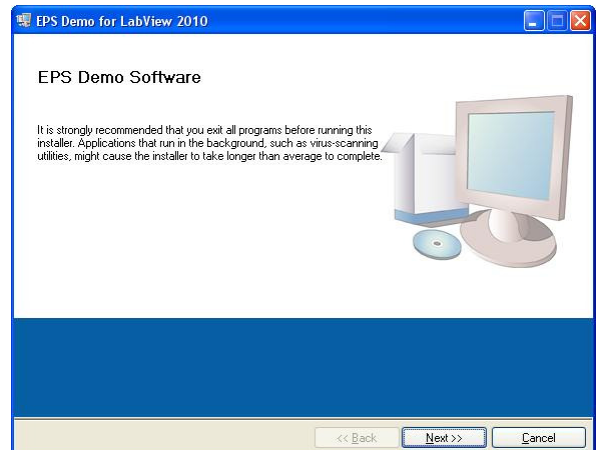 EPS Demo for LabView 2010
EPS Demo Software
It is strongly recommended that you exit all programs before running this
installer. Applications that run in the background, such as virus-scanning
utilities, might cause the installer to take longer than average to complete.
<< Back Next >> Cancel